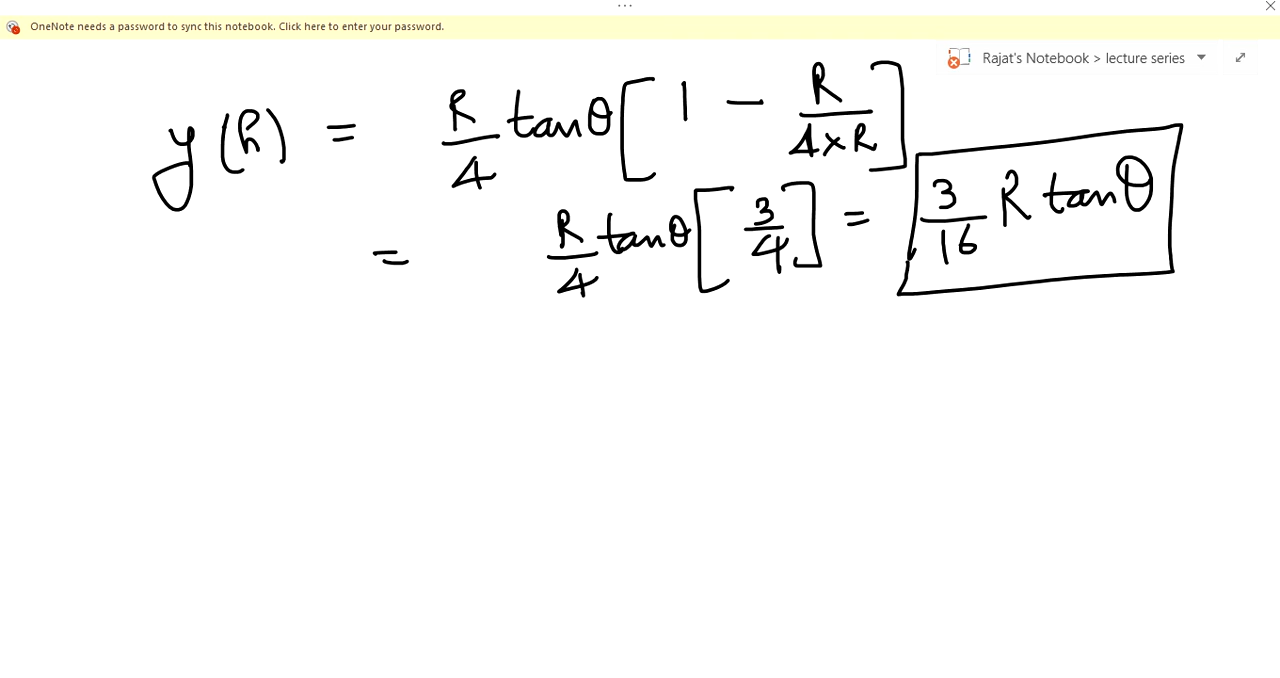 ...
OneNote needs a password to sync this notebook. Click here to enter your password.
Rajat's Notebook > lecture series
y(h) = R/4 tanθ [1 - R/(4×R)]
= R/4 tanθ [3/4] = 3/16 R tanθ